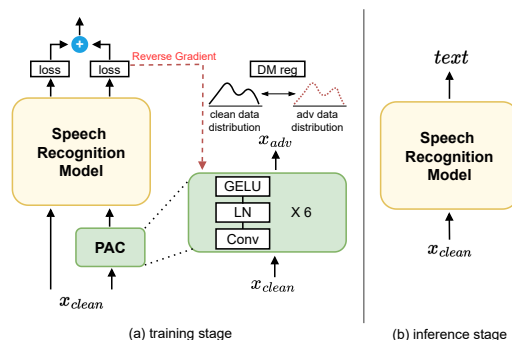 +
loss
loss
Reverse Gradient
Speech
Recognition
Model
PAC
x_clean
DM reg
clean data
distribution
adv data
distribution
x_adv
GELU
LN
Conv
X 6
x_clean
(a) training stage
text
Speech
Recognition
Model
x_clean
(b) inference stage